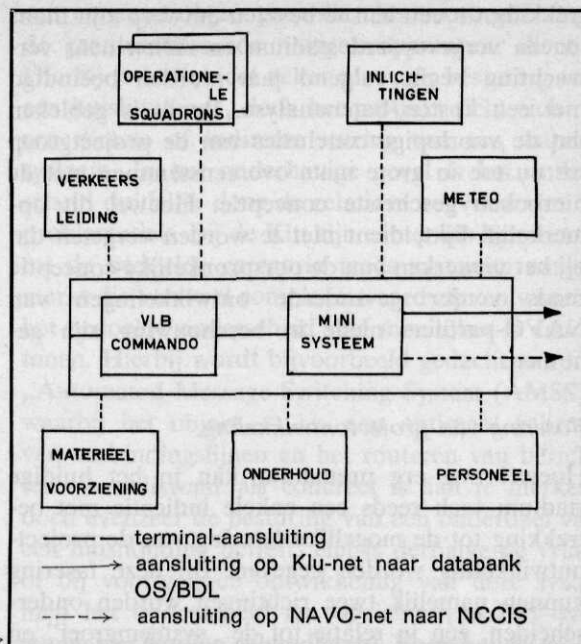 OPERATIONE-
LE
SQUADRONS
INLICH-
TINGEN
VERKEERS
LEIDING
METEO
VLB
COMMANDO
MINI
SYSTEEM
MATERIEEL
VOORZIENING
ONDERHOUD
PERSONEEL
terminal-aansluiting
aansluiting op Klu-net naar databank
OS/BDL
aansluiting op NAVO-net naar NCCIS